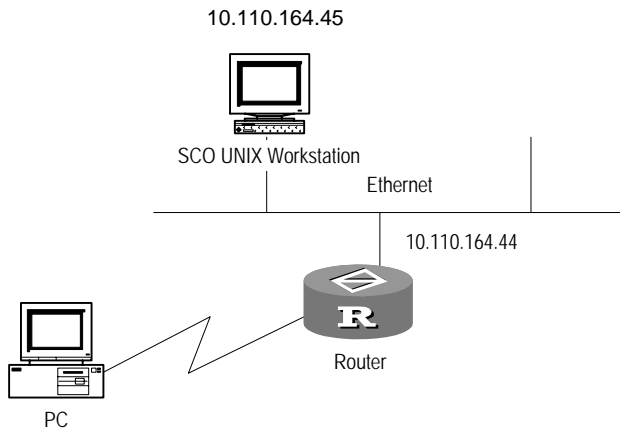 10.110.164.45
SCO UNIX Workstation
Ethernet
10.110.164.44
R
Router
PC